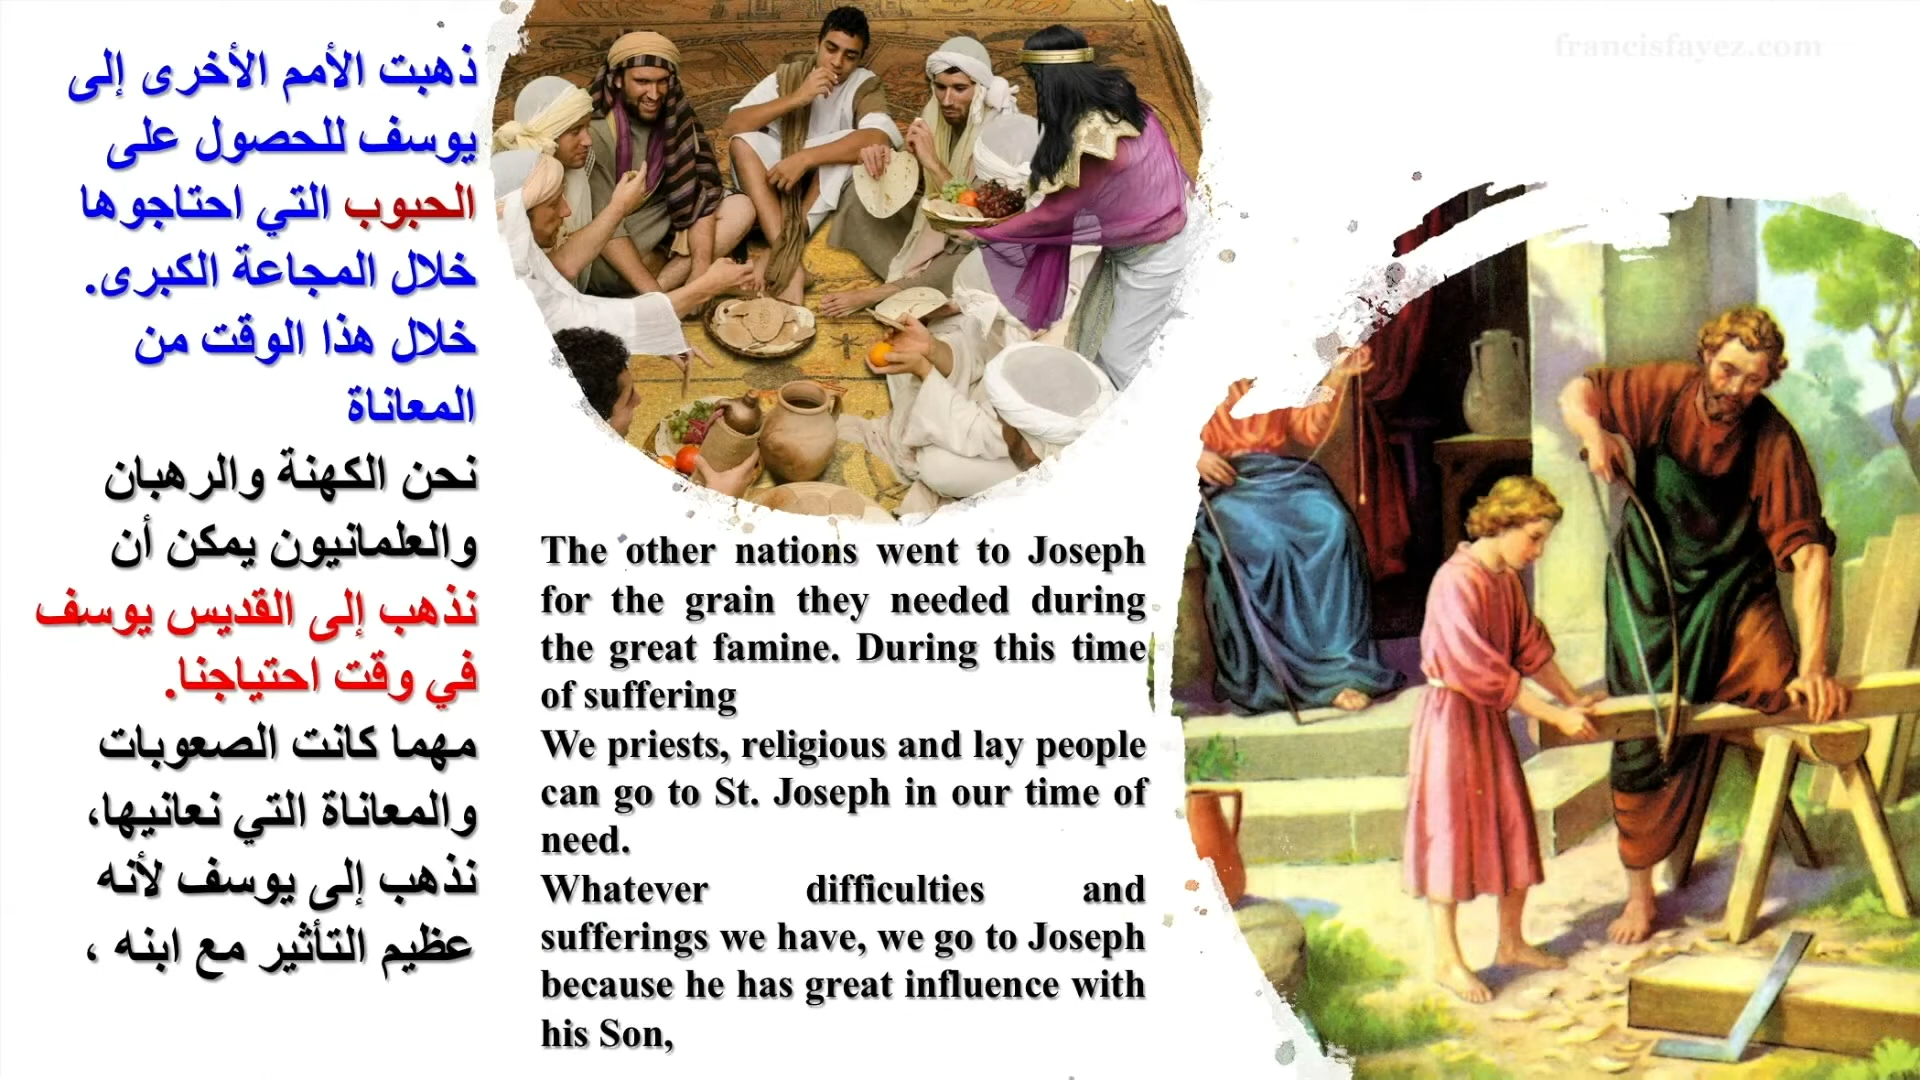 francisfayez.com
ذهبت الأمم الأخرى إلى
يوسف للحصول على
الحبوب التي احتاجوها
خلال المجاعة الكبرى.
خلال هذا الوقت من
المعاناة
نحن الكهنة والرهبان
والعلمانيون يمكن أن
نذهب إلى القديس يوسف
في وقت احتياجنا.
مهما كانت الصعوبات
والمعاناة التي نعانيها،
نذهب إلى يوسف لأنه
عظيم التأثير مع ابنه ،
The other nations went to Joseph
for the grain they needed during
the great famine. During this time
of suffering
We priests, religious and lay people
can go to St. Joseph in our time of
need.
Whatever difficulties and
sufferings we have, we go to Joseph
because he has great influence with
his Son,